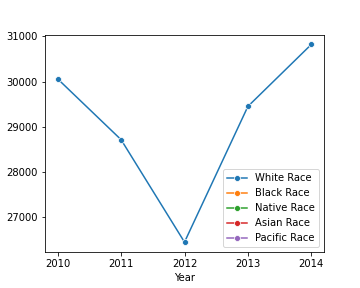 31000
30000
29000
28000
27000
White Race
Black Race
Native Race
Asian Race
Pacific Race
2010 2011 2012 2013 2014
Year